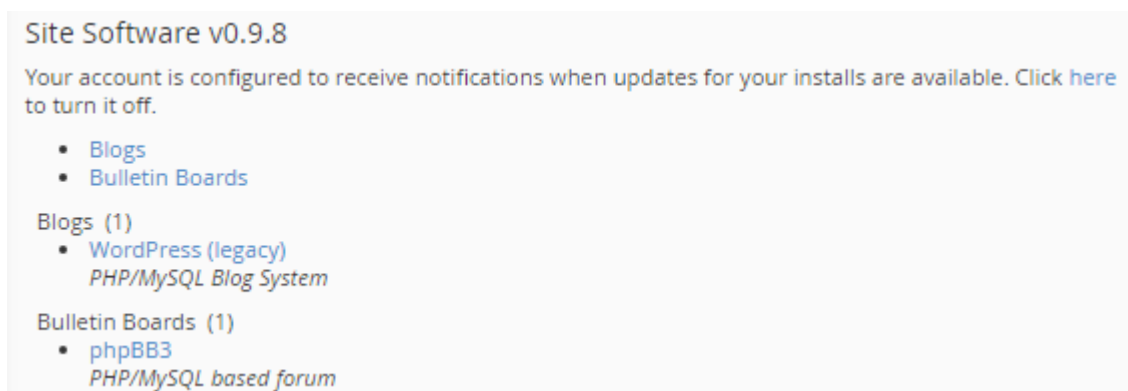 Site Software v0.9.8
Your account is configured to receive notifications when updates for your installs are available. Click here
to turn it off.
Blogs
Bulletin Boards
Blogs (1)
WordPress (legacy)
PHP/MySQL Blog System
Bulletin Boards (1)
phpBB3
PHP/MySQL based forum